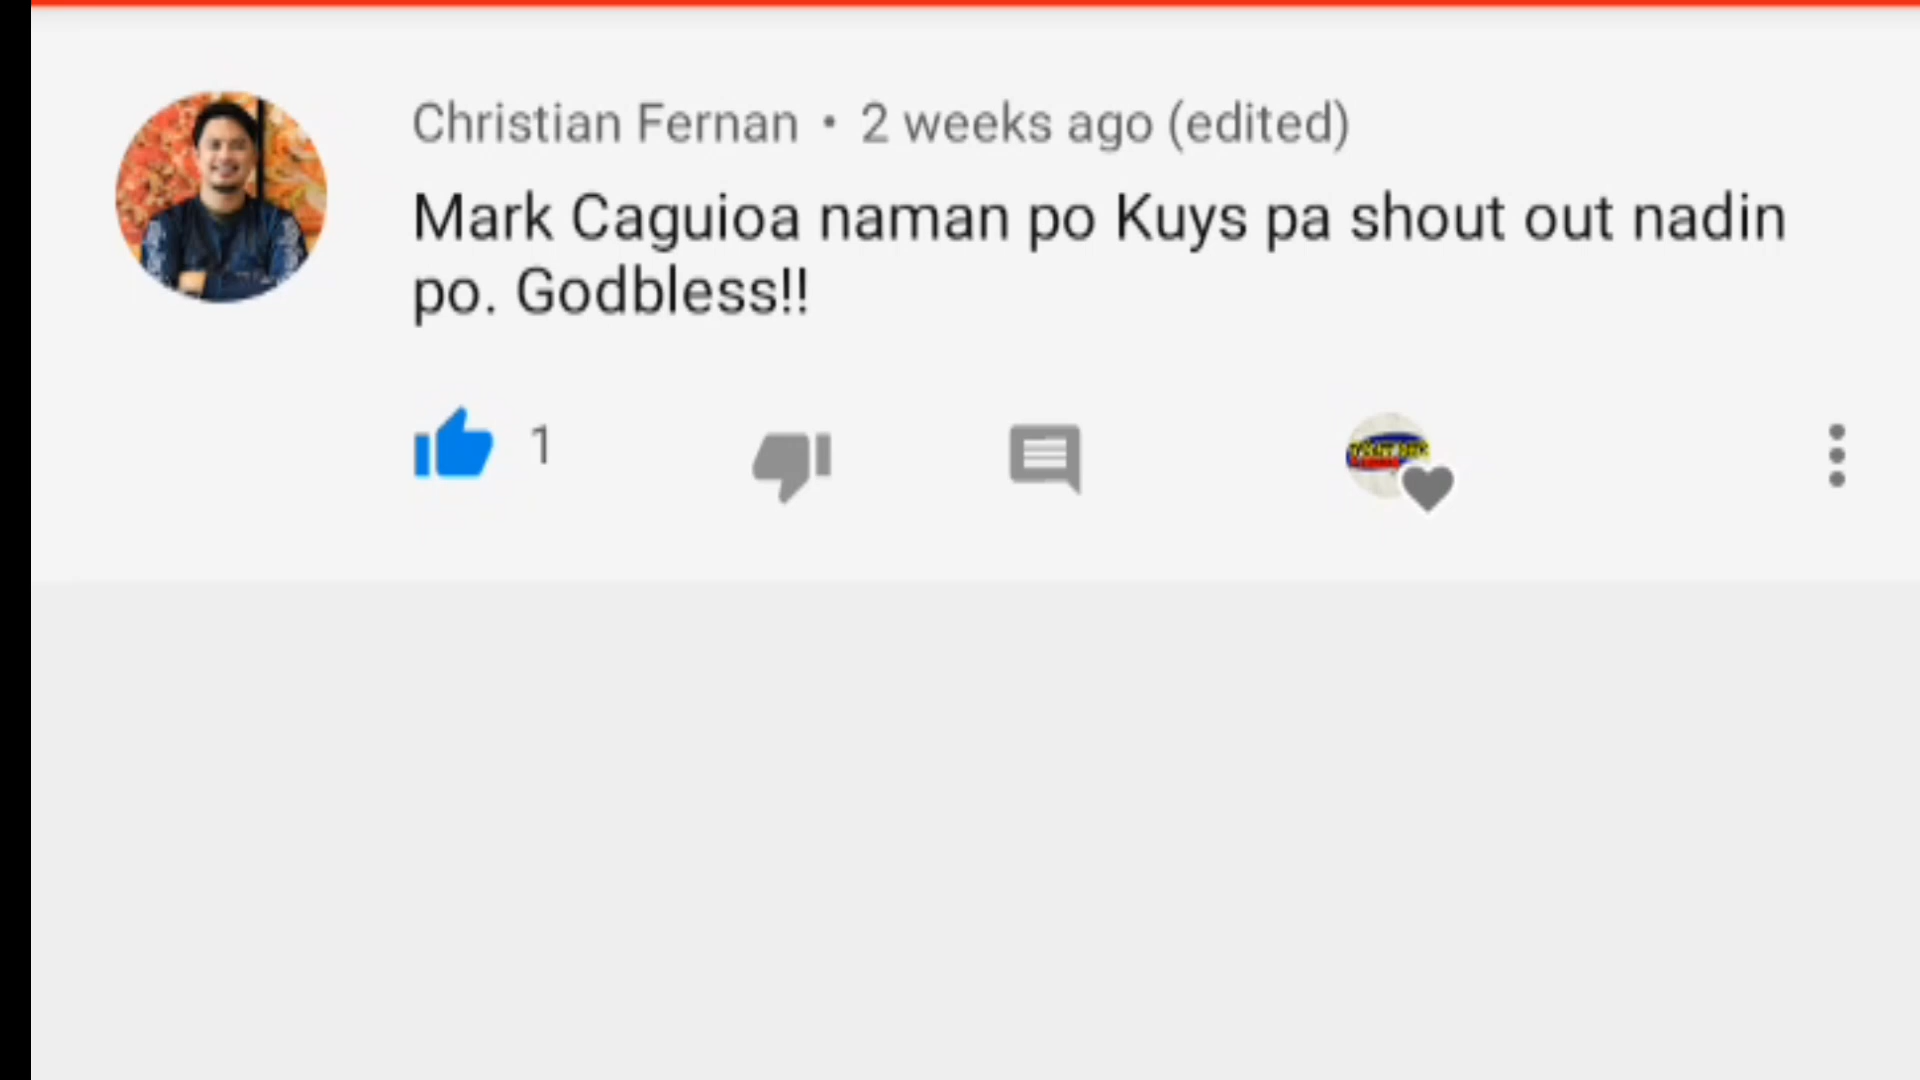 Christian Fernan • 2 weeks ago (edited)
Mark Caguioa naman po Kuys pa shout out nadin
po. Godbless!!
1